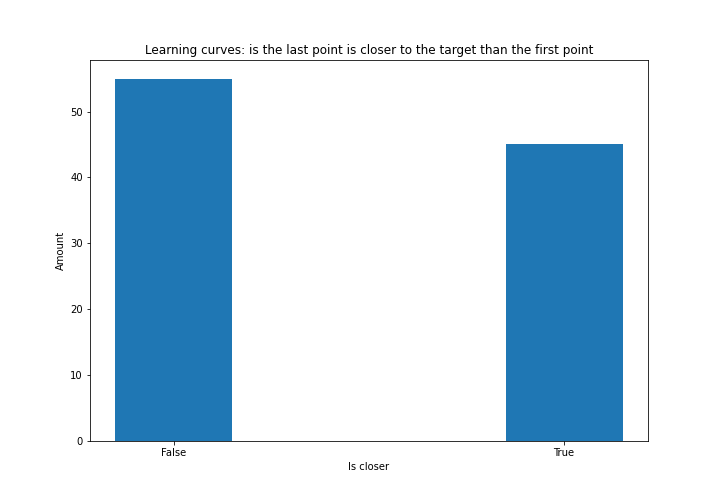 Learning curves: is the last point is closer to the target than the first point
50
40
30
20
10
0
Amount
False
True
Is closer